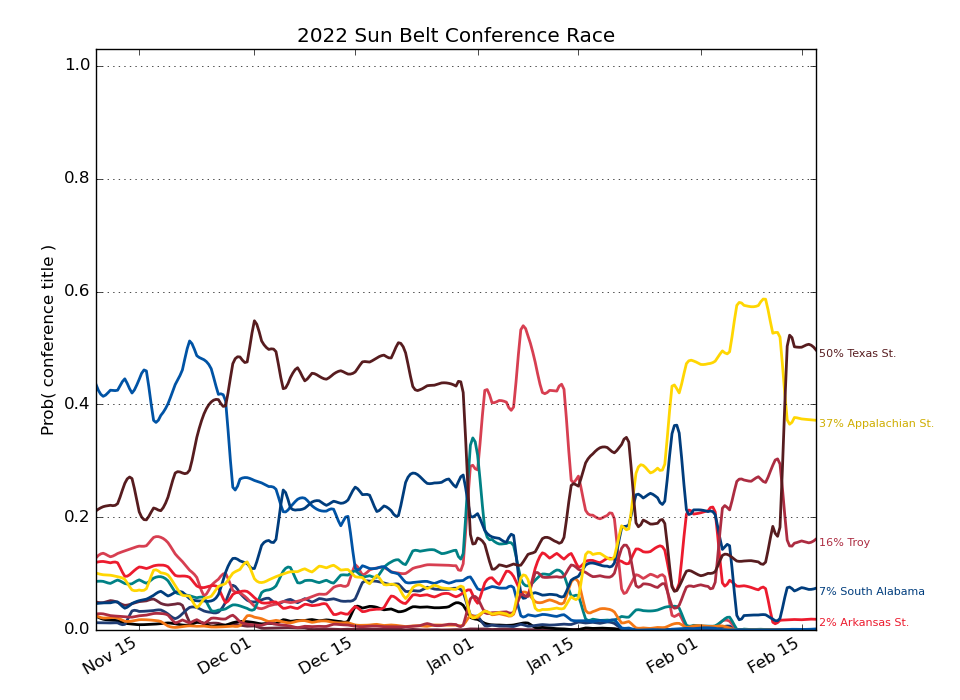 2022 Sun Belt Conference Race
1.0
0.8
0.6
0.4
0.2
0.0
Prob( conference title )
50% Texas St.
37% Appalachian St.
16% Troy
7% South Alabama
2% Arkansas St.
Nov 15
Dec 01
Dec 15
Jan 01
Jan 15
Feb 01
Feb 15